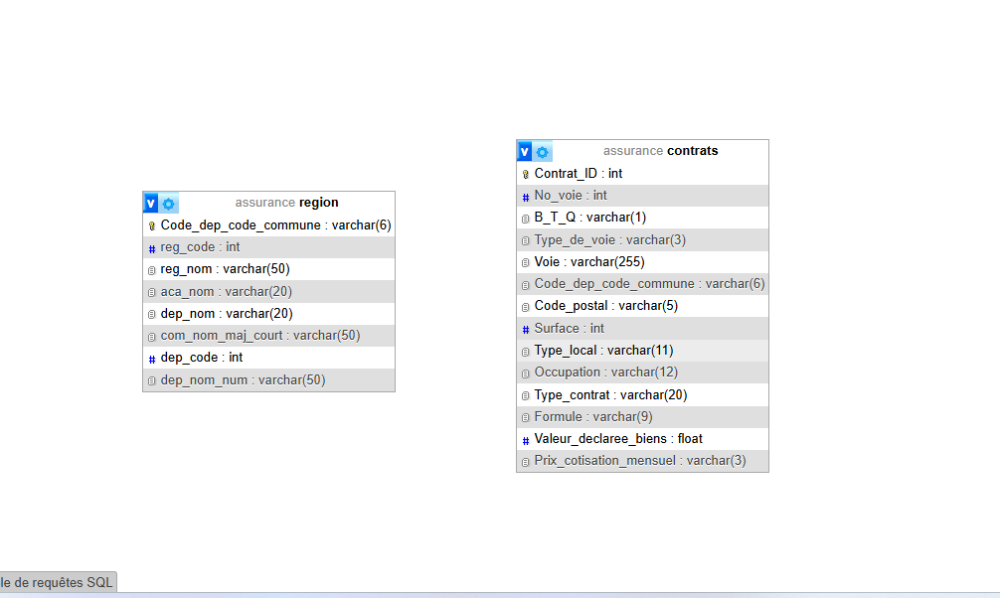 assurance region
Code_dep_code_commune : varchar(6)
reg_code : int
reg_nom : varchar(50)
aca_nom : varchar(20)
dep_nom : varchar(20)
com_nom_maj_court : varchar(50)
dep_code : int
dep_nom_num : varchar(50)
assurance contrats
Contrat_ID : int
No_voie : int
B_T_Q : varchar(1)
Type_de_voie : varchar(3)
Voie : varchar(255)
Code_dep_code_commune : varchar(6)
Code_postal : varchar(5)
Surface : int
Type_local : varchar(11)
Occupation : varchar(12)
Type_contrat : varchar(20)
Formule : varchar(9)
Valeur_declaree_biens : float
Prix_cotisation_mensuel : varchar(3)
le de requêtes SQL